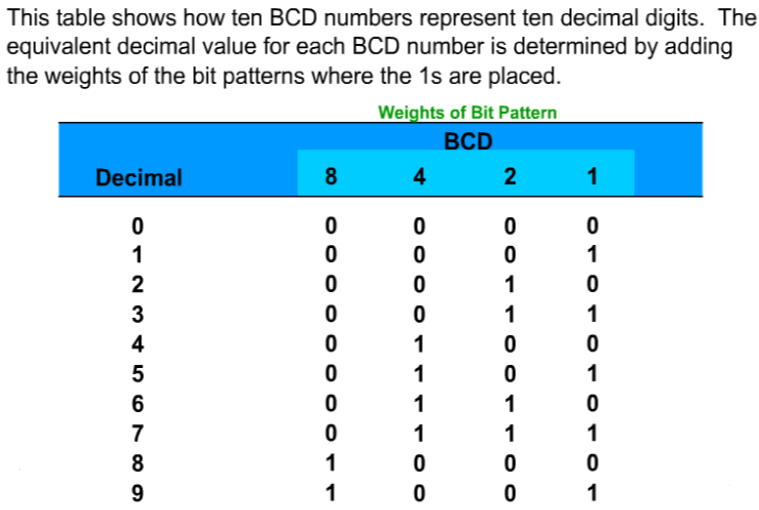 This table shows how ten BCD numbers represent ten decimal digits.  The
equivalent decimal value for each BCD number is determined by adding
the weights of the bit patterns where the 1s are placed.
Weights of Bit Pattern
BCD
Decimal 8 4 2 1
0 0 0 0 0
1 0 0 0 1
2 0 0 1 0
3 0 0 1 1
4 0 1 0 0
5 0 1 0 1
6 0 1 1 0
7 0 1 1 1
8 1 0 0 0
9 1 0 0 1